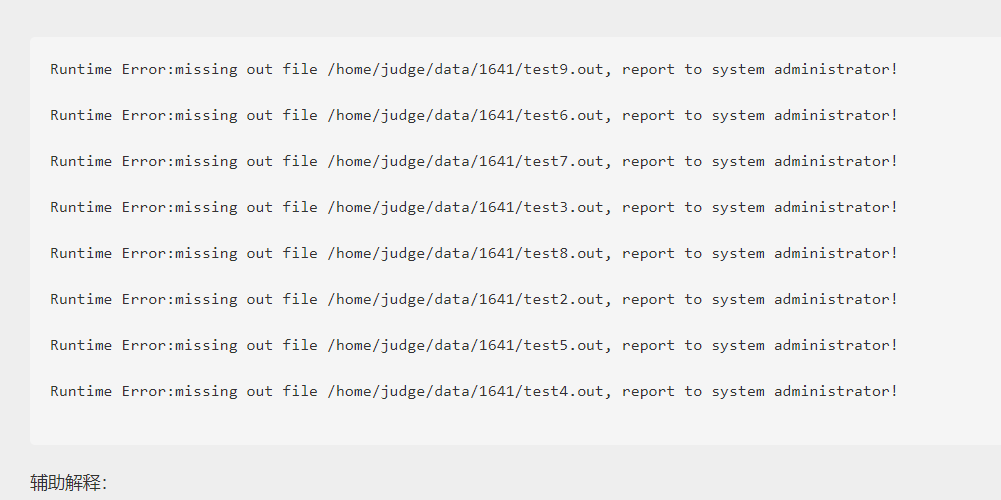 Runtime Error:missing out file /home/judge/data/1641/test9.out, report to system administrator!
Runtime Error:missing out file /home/judge/data/1641/test6.out, report to system administrator!
Runtime Error:missing out file /home/judge/data/1641/test7.out, report to system administrator!
Runtime Error:missing out file /home/judge/data/1641/test3.out, report to system administrator!
Runtime Error:missing out file /home/judge/data/1641/test8.out, report to system administrator!
Runtime Error:missing out file /home/judge/data/1641/test2.out, report to system administrator!
Runtime Error:missing out file /home/judge/data/1641/test5.out, report to system administrator!
Runtime Error:missing out file /home/judge/data/1641/test4.out, report to system administrator!
辅助解释：